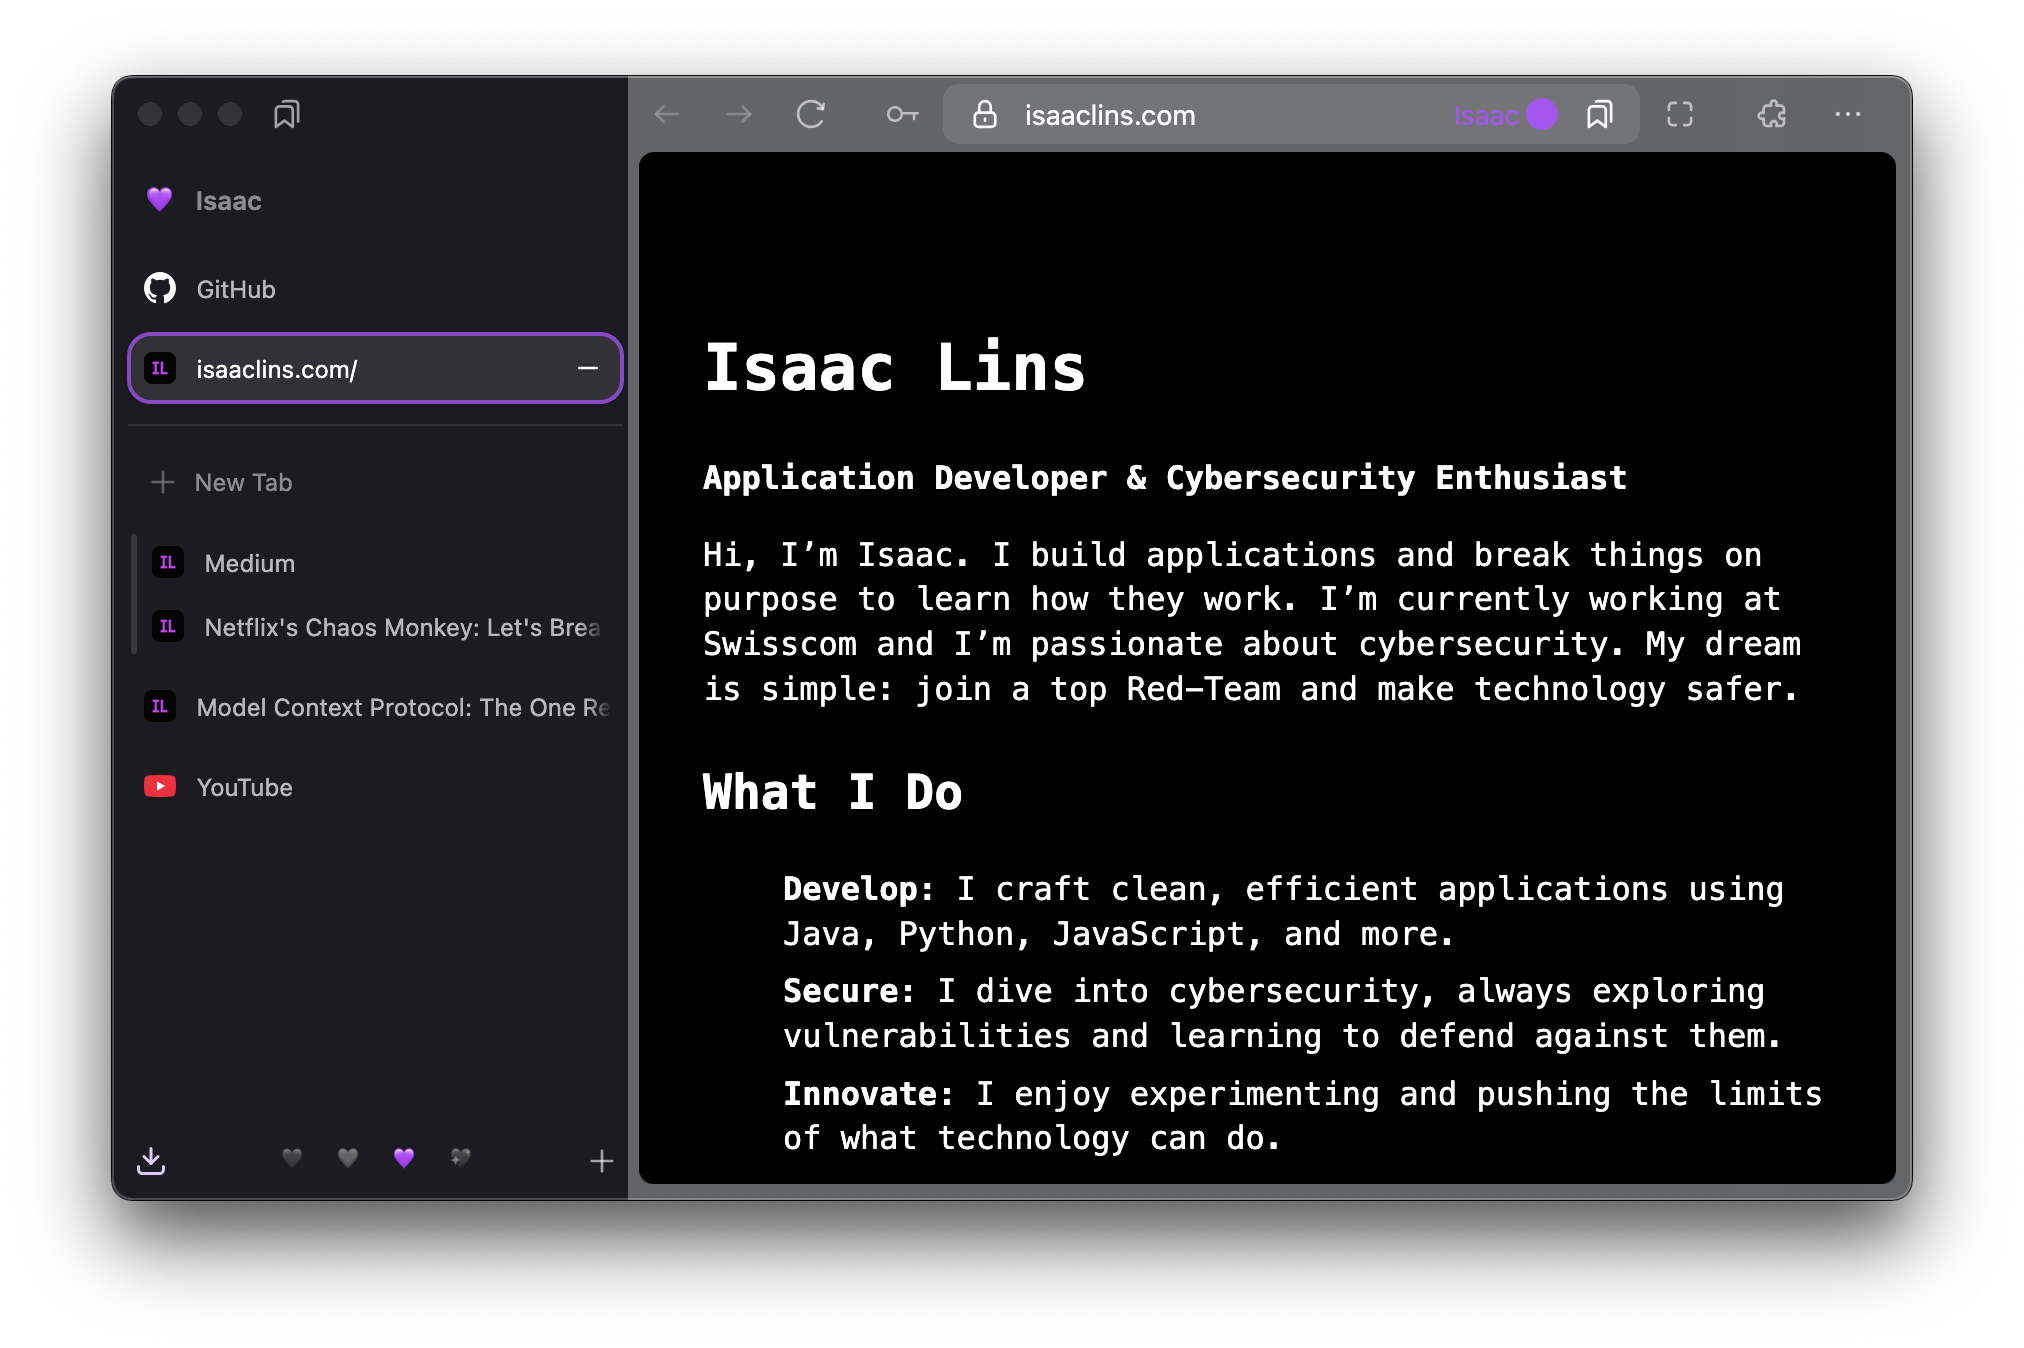 isaaclins.com
Isaac
Isaac
GitHub
IL
isaaclins.com/
New Tab
IL
Medium
IL
Netflix's Chaos Monkey: Let's Brea
IL
Model Context Protocol: The One Re
YouTube
Isaac Lins
Application Developer & Cybersecurity Enthusiast
Hi, I’m Isaac. I build applications and break things on
purpose to learn how they work. I’m currently working at
Swisscom and I’m passionate about cybersecurity. My dream
is simple: join a top Red-Team and make technology safer.
What I Do
Develop: I craft clean, efficient applications using
Java, Python, JavaScript, and more.
Secure: I dive into cybersecurity, always exploring
vulnerabilities and learning to defend against them.
Innovate: I enjoy experimenting and pushing the limits
of what technology can do.